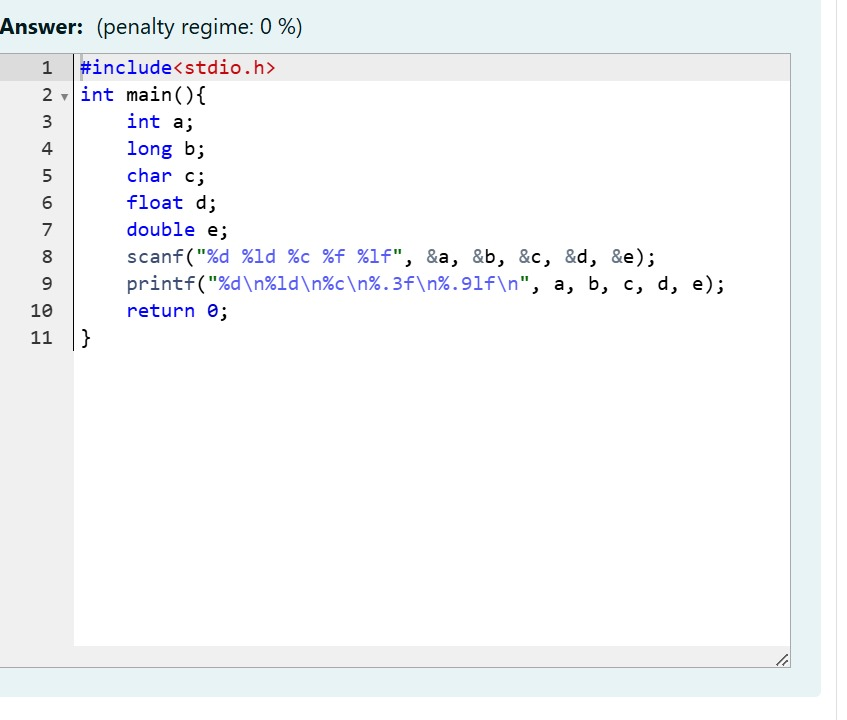 Answer: (penalty regime: 0 %)
1 #include<stdio.h>
2 int main(){
3 int a;
4 long b;
5 char c;
6 float d;
7 double e;
8 scanf("%d %ld %c %f %lf", &a, &b, &c, &d, &e);
9 printf("%d\n%ld\n%c\n%.3f\n%.9lf\n", a, b, c, d, e);
10 return 0;
11 }